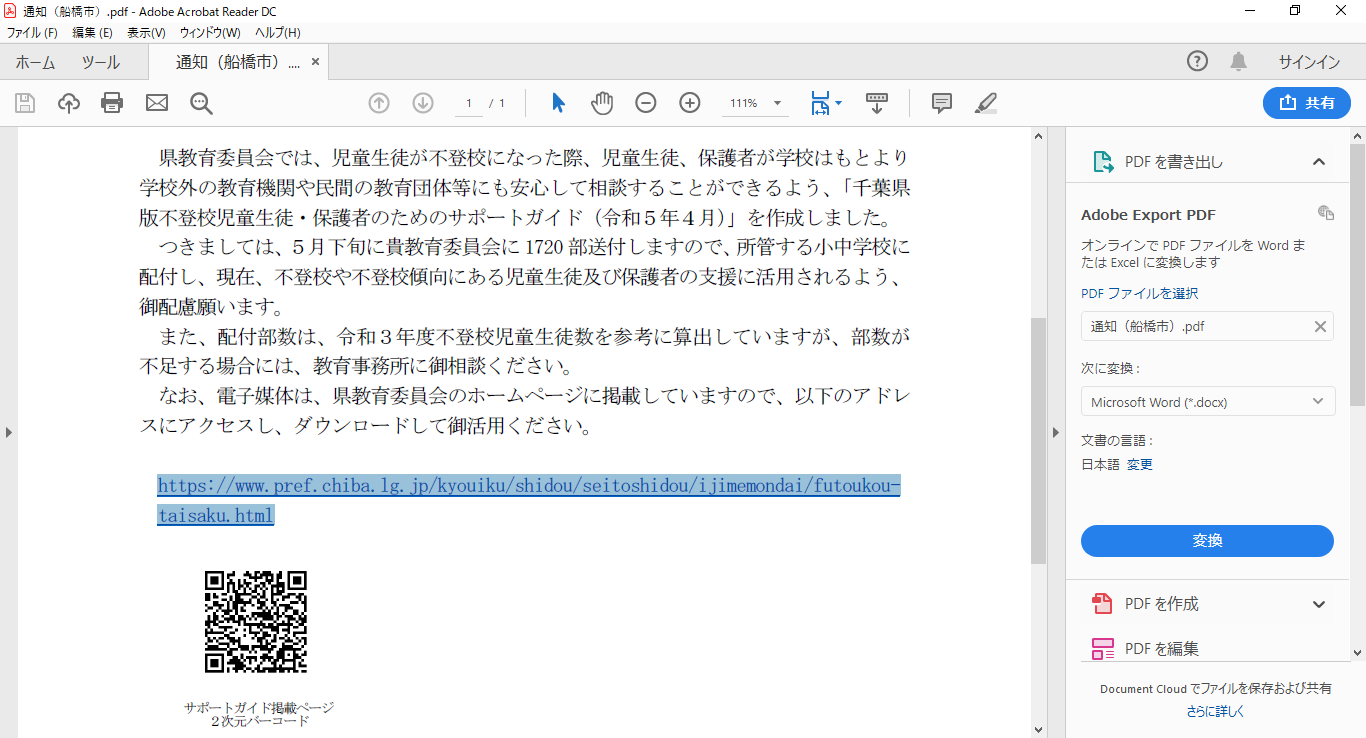 通知（船橋市）.pdf - Adobe Acrobat Reader DC
ファイル(F) 編集(E) 表示(V) ウィンドウ(W) ヘルプ(H)
ホーム ツール 通知（船橋市）.... × サインイン
1 / 1 111% 共有
県教育委員会では、児童生徒が不登校になった際、児童生徒、保護者が学校はもとより
学校外の教育機関や民間の教育団体等にも安心して相談することができるよう、「千葉県
版不登校児童生徒・保護者のためのサポートガイド（令和５年４月）」を作成しました。
つきましては、５月下旬に貴教育委員会に 1720 部送付しますので、所管する小中学校に
配付し、現在、不登校や不登校傾向にある児童生徒及び保護者の支援に活用されるよう、
御配慮願います。
また、配付部数は、令和３年度不登校児童生徒数を参考に算出していますが、部数が
不足する場合には、教育事務所に御相談ください。
なお、電子媒体は、県教育委員会のホームページに掲載していますので、以下のアドレ
スにアクセスし、ダウンロードして御活用ください。
https://www.pref.chiba.lg.jp/kyouiku/shidou/seitoshidou/ijimemondai/futoukou-
taisaku.html
サポートガイド掲載ページ
２次元バーコード
PDF を書き出し
Adobe Export PDF
オンラインで PDF ファイルを Word ま
たは Excel に変換します
PDF ファイルを選択
通知（船橋市）.pdf
次に変換 :
Microsoft Word (*.docx)
文書の言語 :
日本語 変更
変換
PDF を作成
PDF を編集
Document Cloud でファイルを保存および共有
さらに詳しく